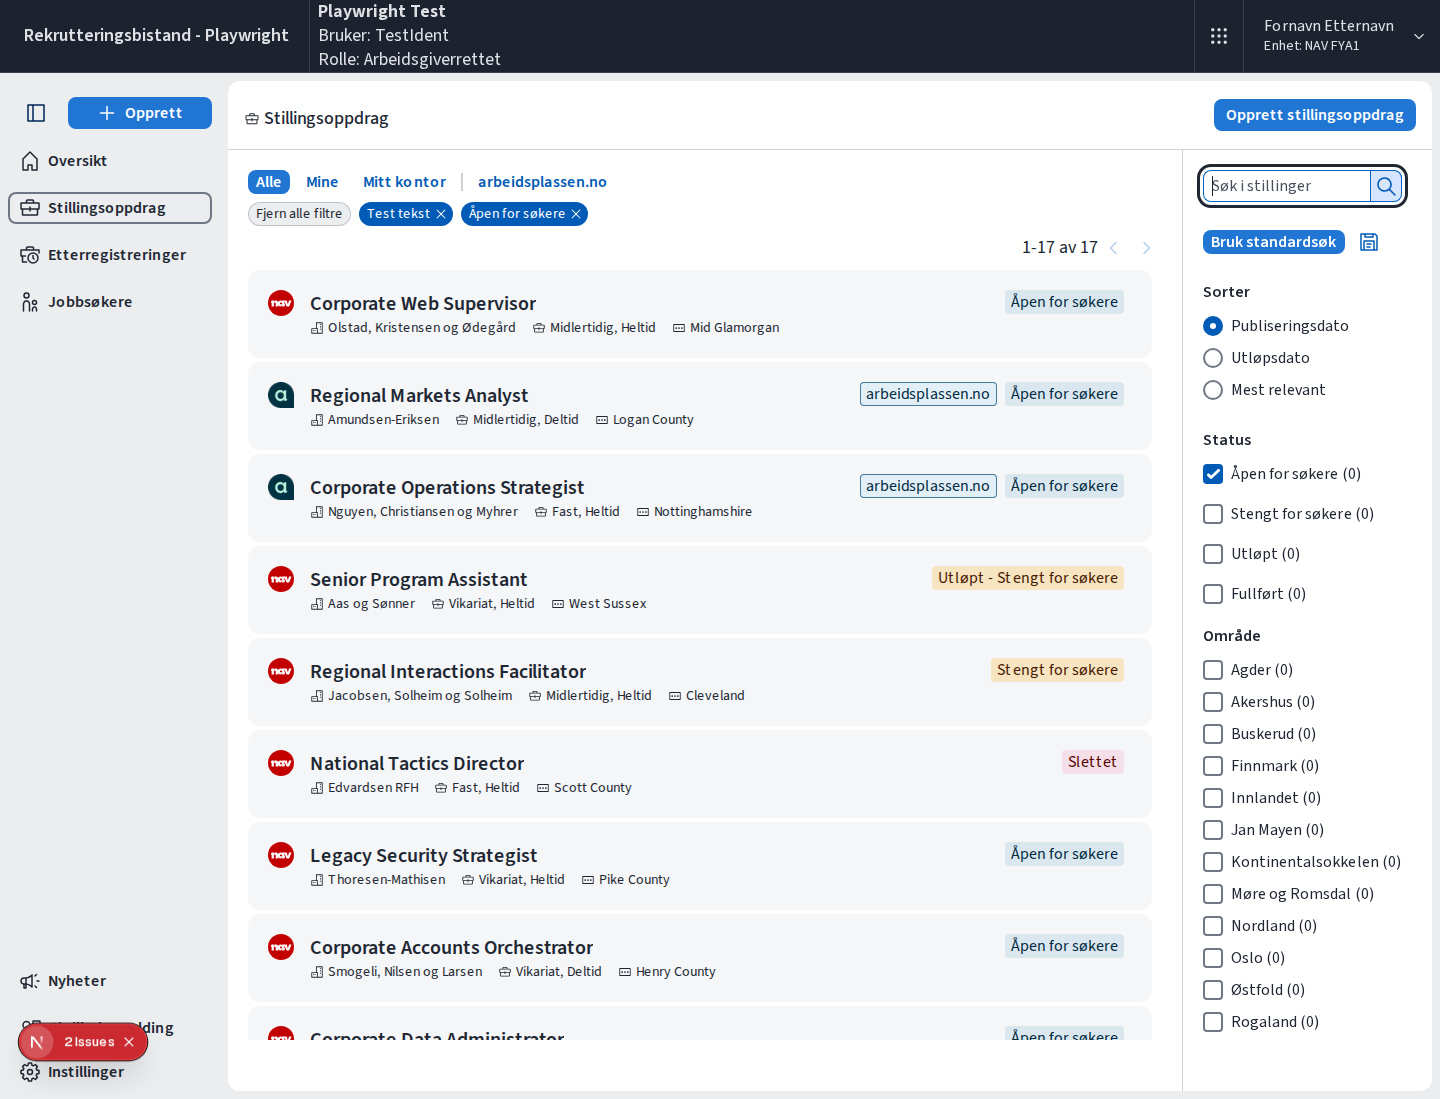 Rekrutteringsbistand - Playwright
Playwright Test
Bruker: TestIdent
Rolle: Arbeidsgiverrettet
Fornavn Etternavn
Enhet: NAV FYA1
Opprett
Oversikt
Stillingsoppdrag
Etterregistreringer
Jobbsøkere
Nyheter
2 Issues
Instillinger
Stillingsoppdrag
Opprett stillingsoppdrag
Alle
Mine
Mitt kontor
arbeidsplassen.no
Fjern alle filtre
Test tekst
Åpen for søkere
1-17 av 17
nav
Corporate Web Supervisor
Åpen for søkere
Olstad, Kristensen og Ødegård
Midlertidig, Heltid
Mid Glamorgan
a
Regional Markets Analyst
arbeidsplassen.no
Åpen for søkere
Amundsen-Eriksen
Midlertidig, Deltid
Logan County
a
Corporate Operations Strategist
arbeidsplassen.no
Åpen for søkere
Nguyen, Christiansen og Myhrer
Fast, Heltid
Nottinghamshire
nav
Senior Program Assistant
Utløpt - Stengt for søkere
Aas og Sønner
Vikariat, Heltid
West Sussex
nav
Regional Interactions Facilitator
Stengt for søkere
Jacobsen, Solheim og Solheim
Midlertidig, Heltid
Cleveland
nav
National Tactics Director
Slettet
Edvardsen RFH
Fast, Heltid
Scott County
nav
Legacy Security Strategist
Åpen for søkere
Thoresen-Mathisen
Vikariat, Heltid
Pike County
nav
Corporate Accounts Orchestrator
Åpen for søkere
Smogeli, Nilsen og Larsen
Vikariat, Deltid
Henry County
nav
Corporate Data Administrator
Åpen for søkere
Søk i stillinger
Bruk standardsøk
Sorter
Publiseringsdato
Utløpsdato
Mest relevant
Status
Åpen for søkere (0)
Stengt for søkere (0)
Utløpt (0)
Fullført (0)
Område
Agder (0)
Akershus (0)
Buskerud (0)
Finnmark (0)
Innlandet (0)
Jan Mayen (0)
Kontinentalsokkelen (0)
Møre og Romsdal (0)
Nordland (0)
Oslo (0)
Østfold (0)
Rogaland (0)